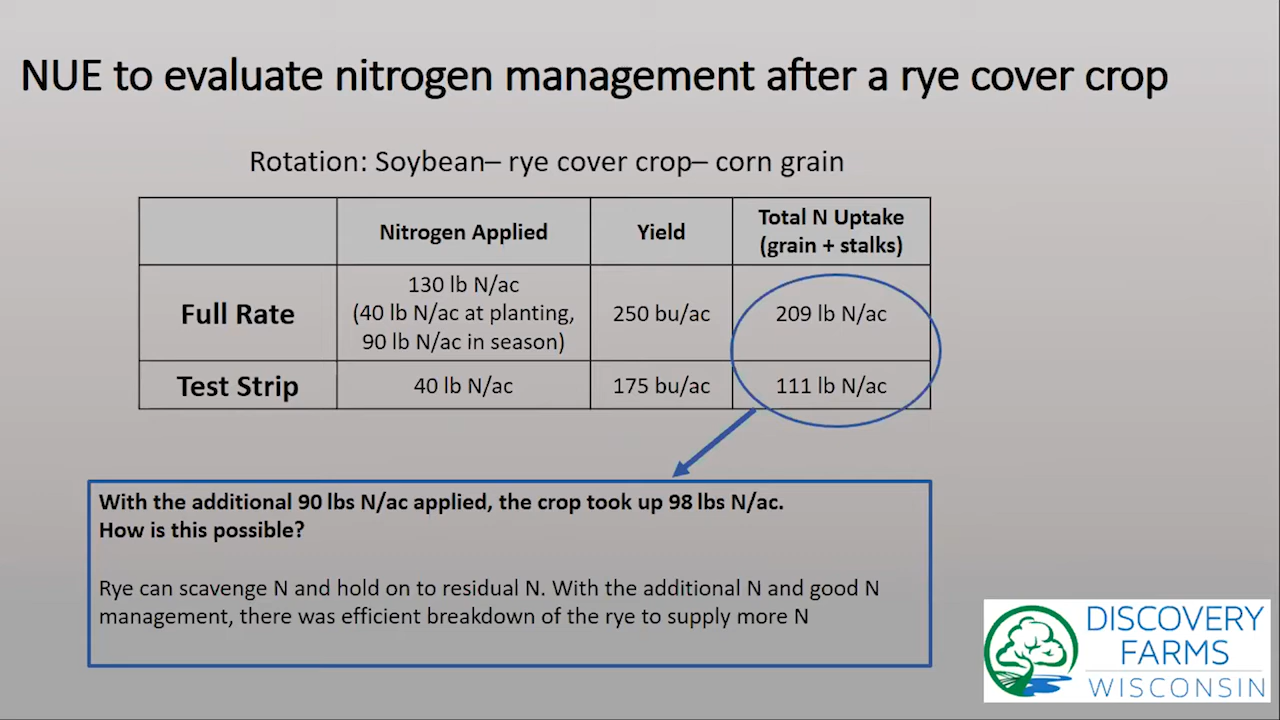 NUE to evaluate nitrogen management after a rye cover crop
Rotation: Soybean– rye cover crop– corn grain
Nitrogen Applied
Yield
Total N Uptake
(grain + stalks)
Full Rate
130 lb N/ac
(40 lb N/ac at planting,
90 lb N/ac in season)
250 bu/ac
209 lb N/ac
Test Strip
40 lb N/ac
175 bu/ac
111 lb N/ac
With the additional 90 lbs N/ac applied, the crop took up 98 lbs N/ac.
How is this possible?
Rye can scavenge N and hold on to residual N. With the additional N and good N
management, there was efficient breakdown of the rye to supply more N
DISCOVERY
FARMS
WISCONSIN